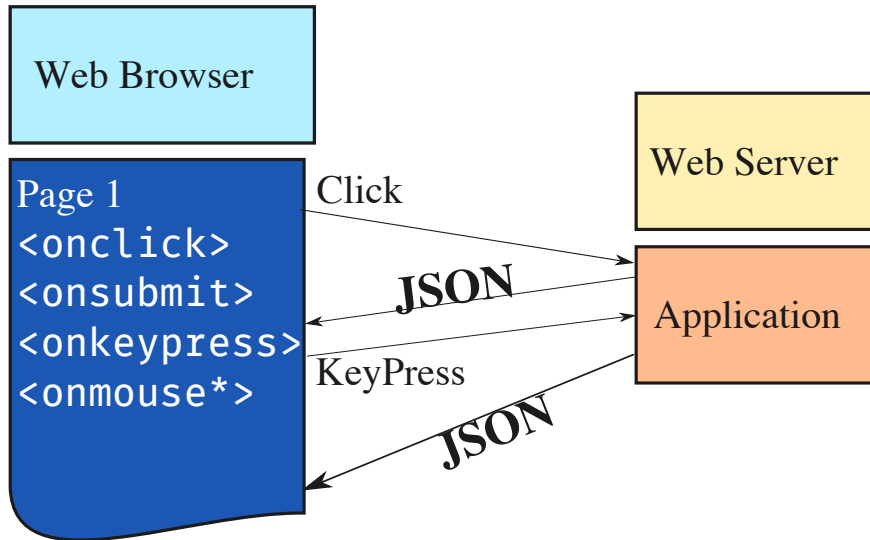 Web Browser
Web Server
Page 1
<onclick>
<onsubmit>
<onkeypress>
<onmouse*>
Click
JSON
KeyPress
JSON
Application